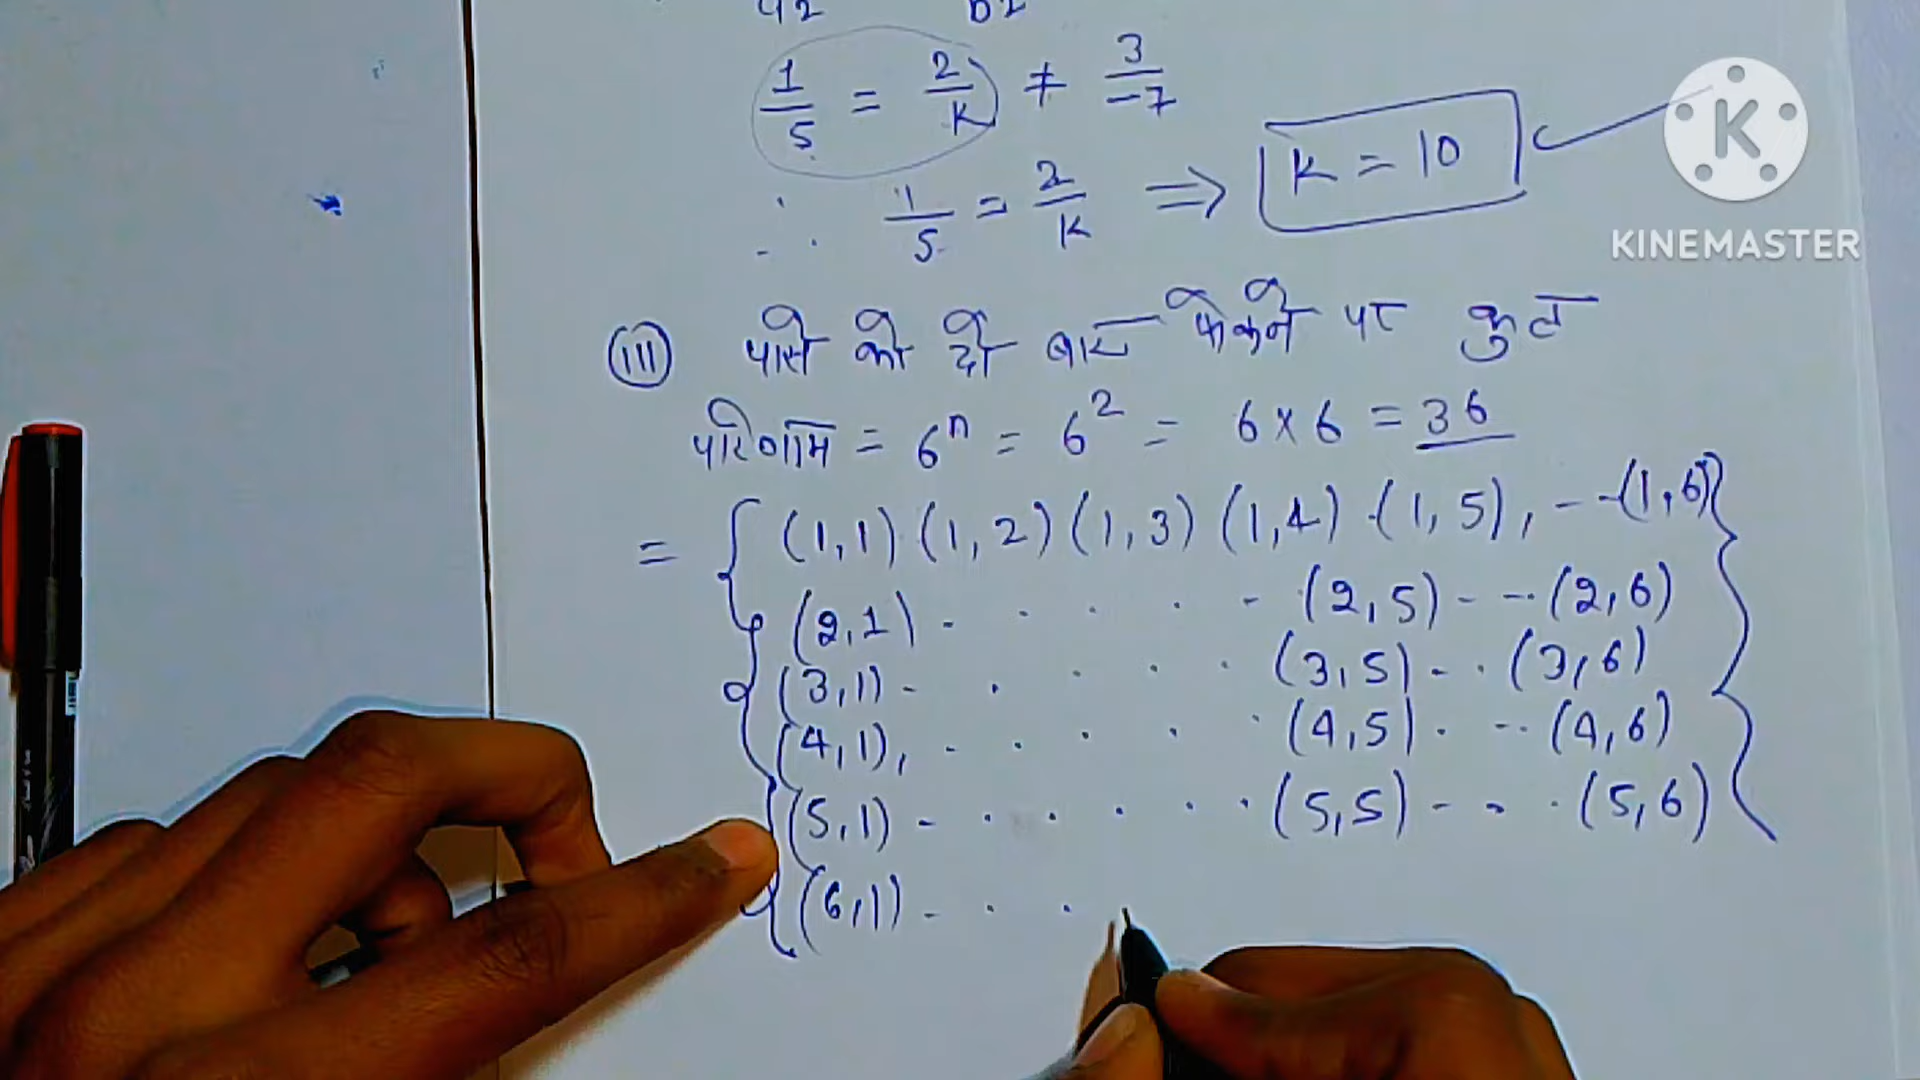 1/5 = 2/K ≠ 3/-7
∴ 1/5 = 2/K ⇒ K = 10
K
KINEMASTER
(iii) पासे को दो बार फेकने पर कुल
परिणाम = 6ⁿ = 6² = 6 × 6 = 36
= { (1,1) (1,2) (1,3) (1,4) (1,5), - - (1,6) }
(2,1) - . . . - (2,5) - -- (2,6)
(3,1) - . . . . (3,5) - . (3,6)
(4,1), - . . . . (4,5) . -- (4,6)
(5,1) - . . . . . (5,5) - - . (5,6)
(6,1) - . .